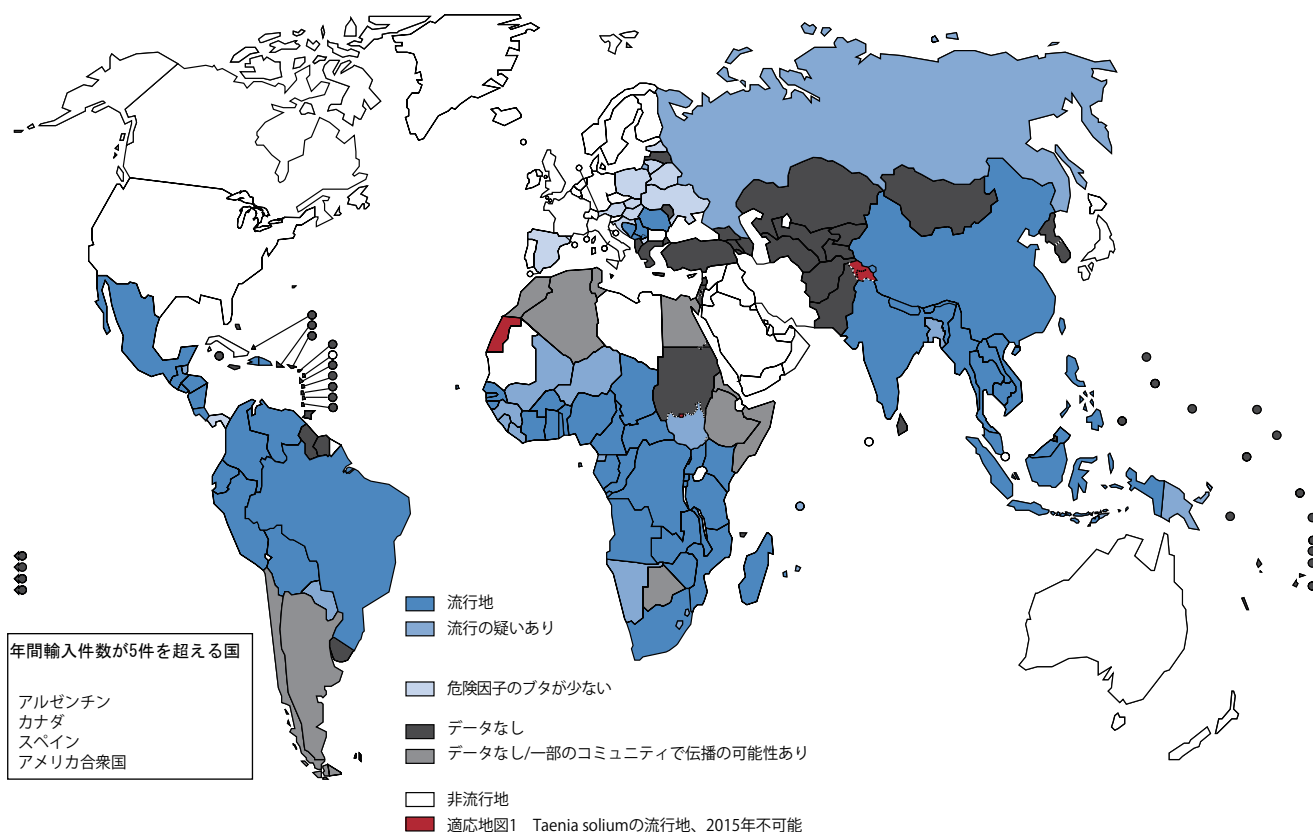 流行地
流行の疑いあり
危険因子のブタが少ない
データなし
データなし/一部のコミュニティで伝播の可能性あり
非流行地
適応地図1 Taenia soliumの流行地、2015年不可能
年間輸入件数が5件を超える国
アルゼンチン
カナダ
スペイン
アメリカ合衆国